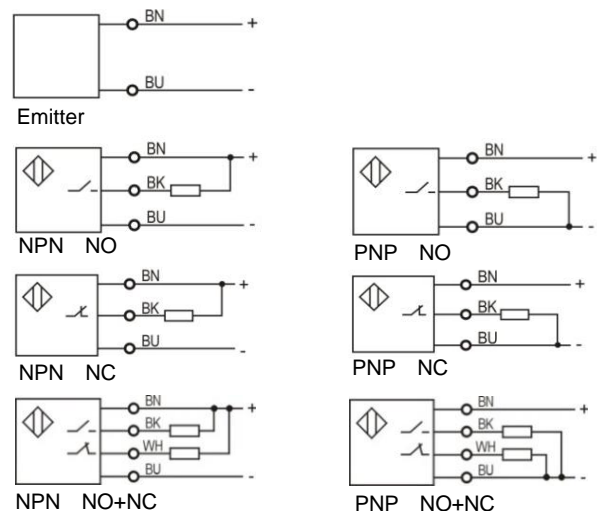 BN
+
BU
-
Emitter
BN
+
BK
BU
-
NPN NO
BN
+
BK
BU
-
PNP NO
BN
+
BK
BU
-
NPN NC
BN
+
BK
BU
-
PNP NC
BN
+
BK
WH
BU
-
NPN NO+NC
BN
+
BK
WH
BU
-
PNP NO+NC